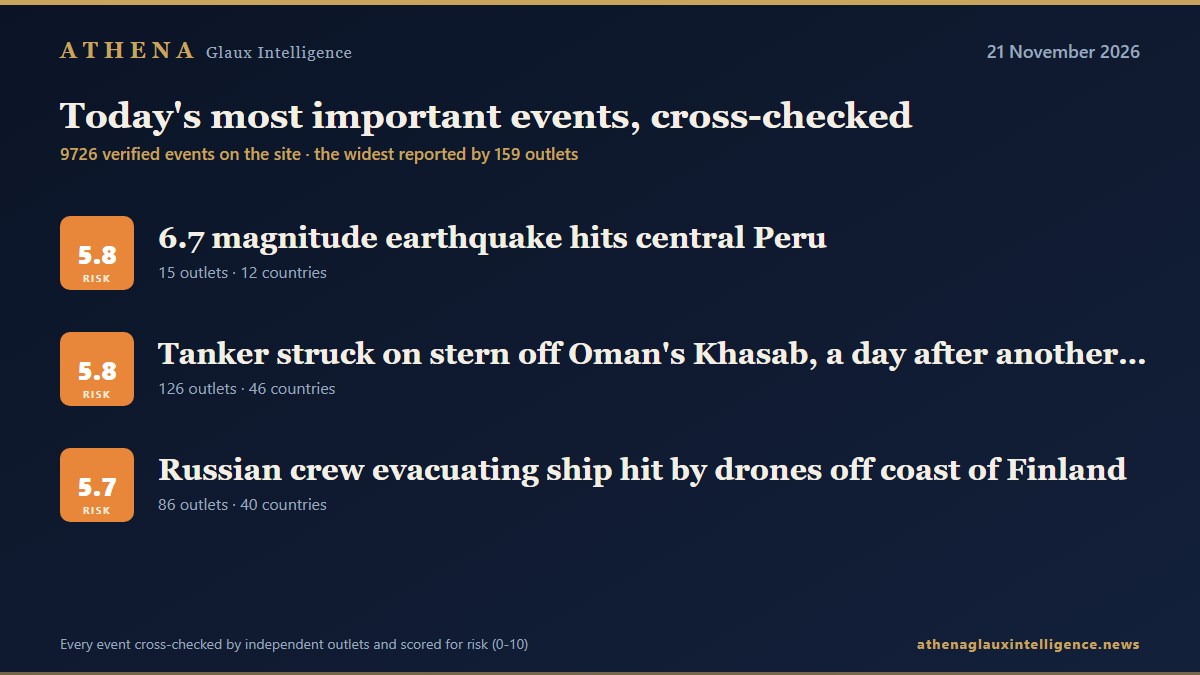 ATHENA Glaux Intelligence
21 November 2026
Today's most important events, cross-checked
9726 verified events on the site · the widest reported by 159 outlets
5.8
RISK
6.7 magnitude earthquake hits central Peru
15 outlets · 12 countries
5.8
RISK
Tanker struck on stern off Oman's Khasab, a day after another...
126 outlets · 46 countries
5.7
RISK
Russian crew evacuating ship hit by drones off coast of Finland
86 outlets · 40 countries
Every event cross-checked by independent outlets and scored for risk (0-10)
athenaglauxintelligence.news